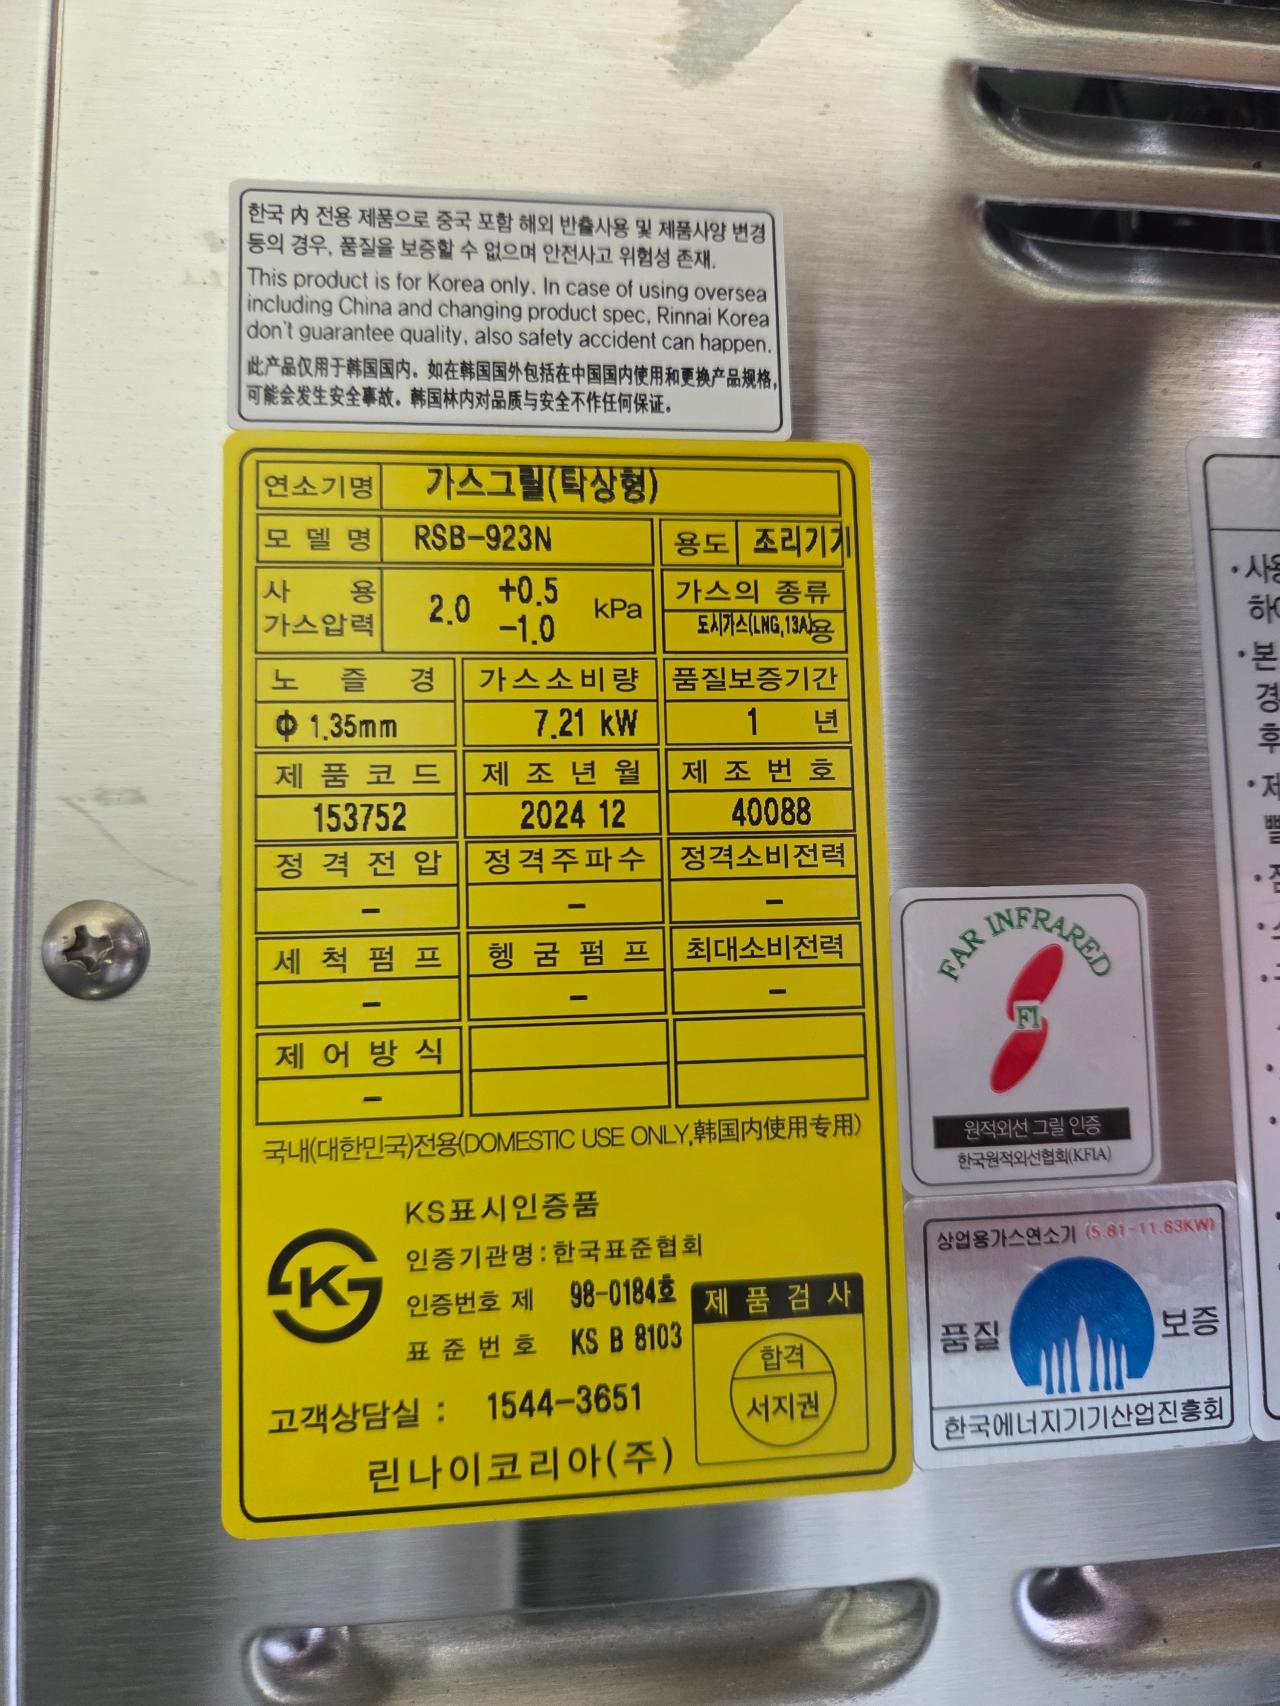 한국 內 전용 제품으로 중국 포함 해외 반출사용 및 제품사양 변경
등의 경우, 품질을 보증할 수 없으며 안전사고 위험성 존재.
This product is for Korea only. In case of using oversea
including China and changing product spec, Rinnai Korea
don't guarantee quality, also safety accident can happen.
此产品仅用于韩国国内。如在韩国国外包括在中国国内使用和更换产品规格,
可能会发生安全事故。韩国林内对品质与安全不作任何保证。
연소기명 가스그릴(탁상형)
모델명 RSB-923N 용도 조리기기
사용 가스압력 2.0 +0.5 -1.0 kPa 가스의 종류
도시가스(LNG,13A)용
노즐경 가스소비량 품질보증기간
Φ 1.35mm 7.21 kW 1 년
제품코드 제조년월 제조번호
153752 2024 12 40088
정격전압 정격주파수 정격소비전력
- - -
세척펌프 헹굼펌프 최대소비전력
- - -
제어방식
-
국내(대한민국)전용(DOMESTIC USE ONLY,韩国内使用专用)
KS표시인증품
인증기관명:한국표준협회
인증번호 제 98-0184호
표준번호 KS B 8103
고객상담실 : 1544-3651
린나이코리아(주)
제품검사
합격
서지권
FAR INFRARED
FI
원적외선 그릴 인증
한국원적외선협회(KFIA)
상업용가스연소기 (5.81-11.63KW)
품질 보증
한국에너지기기산업진흥회